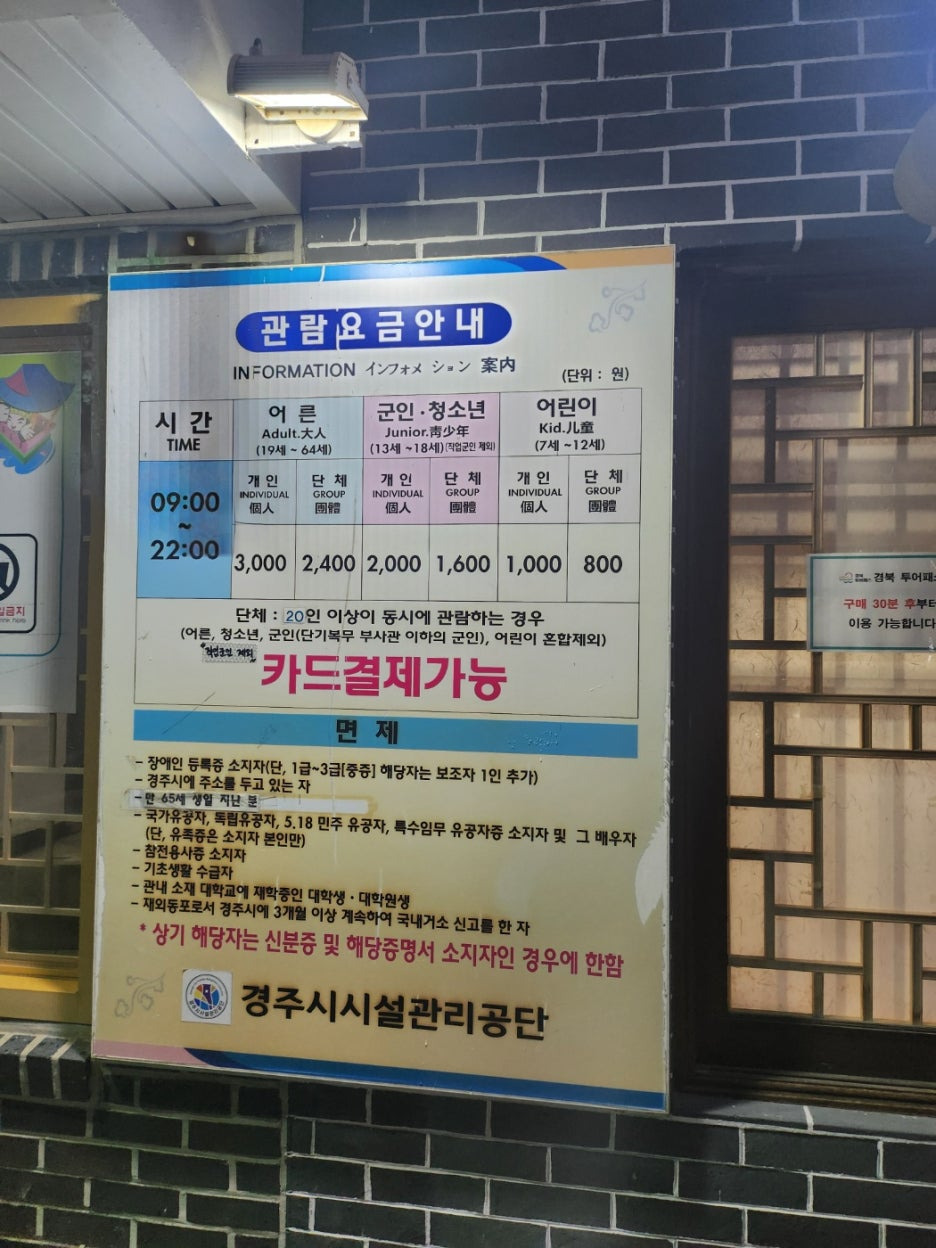 관람요금안내
INFORMATION インフォメ ション 案内
(단위 : 원)
시 간 TIME
어 른
Adult.大人
(19세 ~ 64세)
군인·청소년
Junior.靑少年
(13세 ~18세)(직업군인 제외)
어린이
Kid.儿童
(7세 ~12세)
09:00 ~ 22:00
개 인 INDIVIDUAL 個人
단 체 GROUP 團體
개 인 INDIVIDUAL 個人
단 체 GROUP 團體
개 인 INDIVIDUAL 個人
단 체 GROUP 團體
3,000 2,400 2,000 1,600 1,000 800
단체 : 20인 이상이 동시에 관람하는 경우
(어른, 청소년, 군인(단기복무 부사관 이하의 군인), 어린이 혼합제외)
"직업군인 제외"
카드결제가능
면 제
- 장애인 등록증 소지자(단, 1급~3급[중증] 해당자는 보조자 1인 추가)
- 경주시에 주소를 두고 있는 자
- 만 65세 생일 지난 분
- 국가유공자, 독립유공자, 5.18 민주 유공자, 특수임무 유공자증 소지자 및 그 배우자
(단, 유족증은 소지자 본인만)
- 참전용사증 소지자
- 기초생활 수급자
- 관내 소재 대학교에 재학중인 대학생·대학원생
- 재외동포로서 경주시에 3개월 이상 계속하여 국내거소 신고를 한 자
* 상기 해당자는 신분증 및 해당증명서 소지자인 경우에 한함
경주시시설관리공단
경북 투어패스
구매 30분 후부터
이용 가능합니다
금지